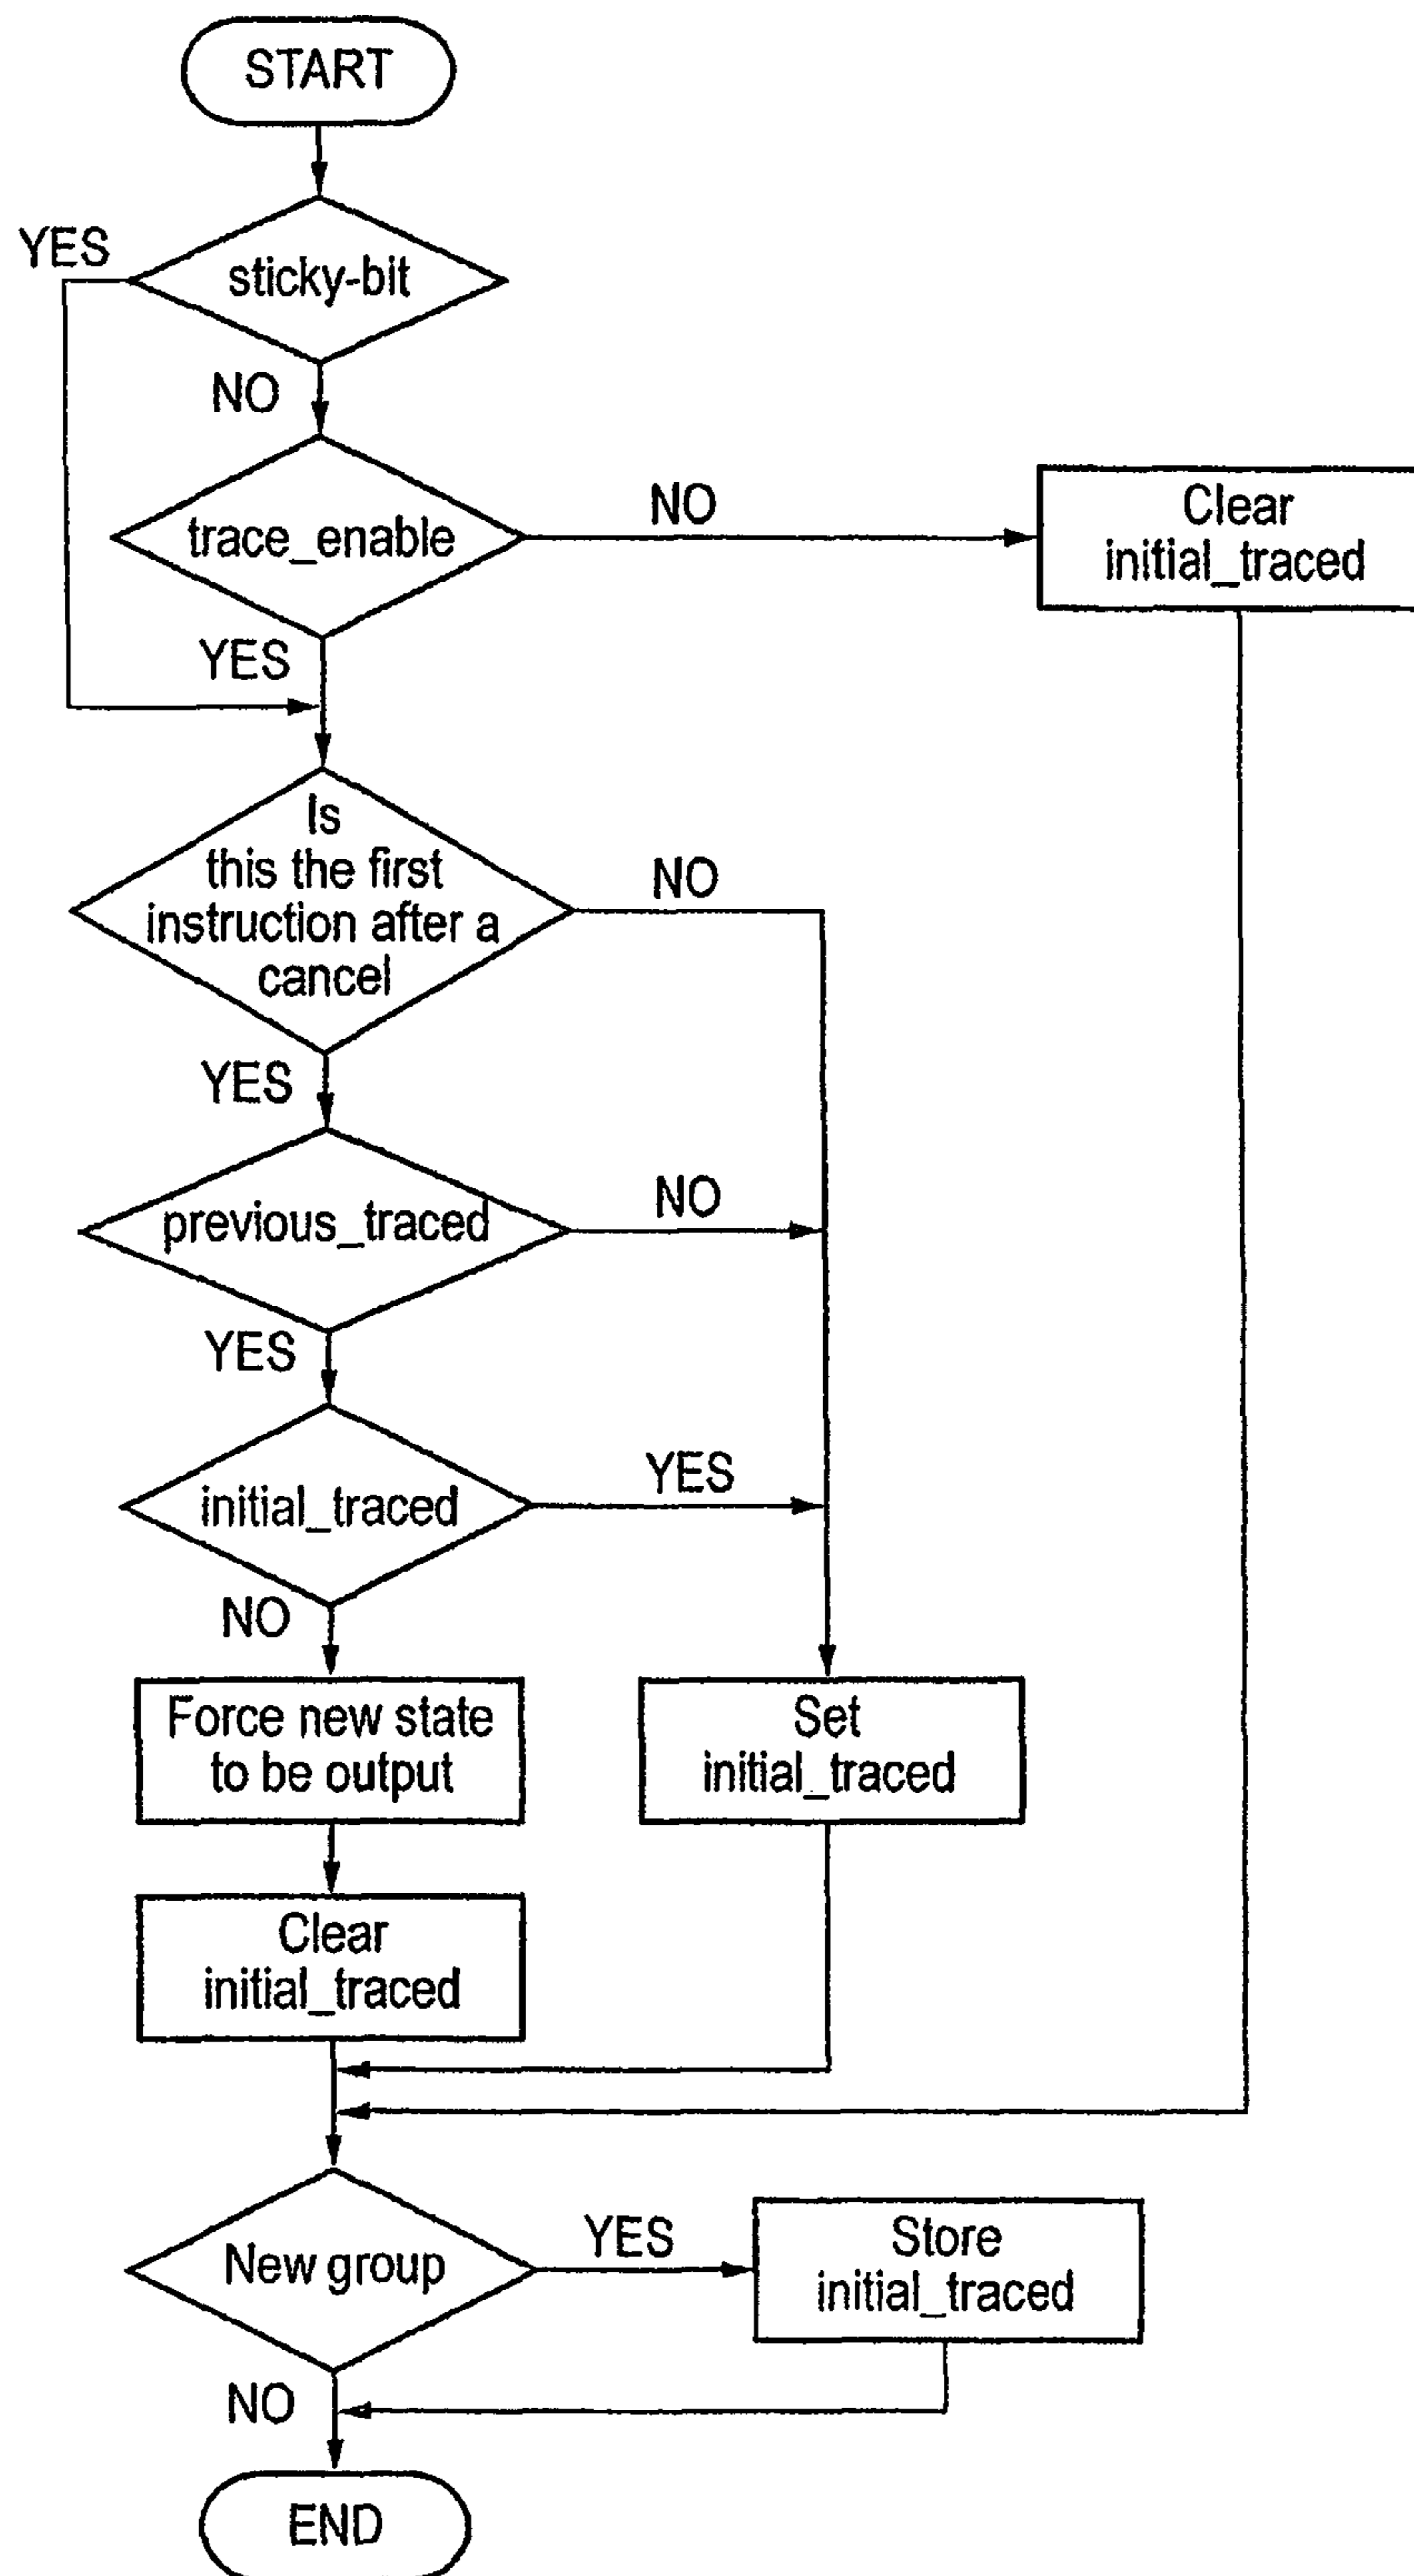 START
YES
sticky-bit
NO
trace_enable
NO
Clear
initial_traced
YES
Is
this the first
instruction after a
cancel
NO
YES
previous_traced
NO
YES
initial_traced
YES
NO
Force new state
to be output
Set
initial_traced
Clear
initial_traced
New group
YES
Store
initial_traced
NO
END